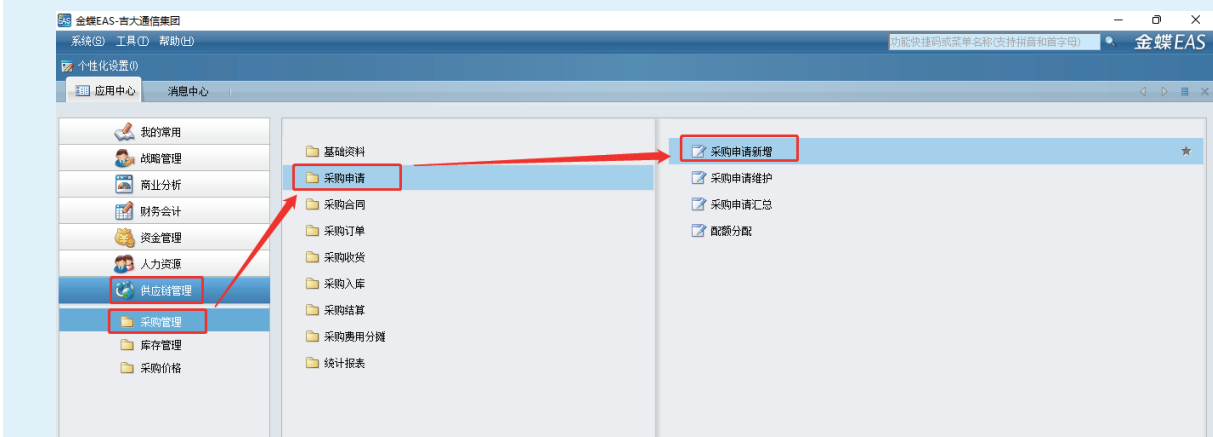 金蝶EAS-吉大通信集团
系统(S) 工具(T) 帮助(H)
功能快捷码或菜单名称(支持拼音和首字母)
金蝶EAS
个性化设置(I)
应用中心
消息中心
我的常用
战略管理
商业分析
财务会计
资金管理
人力资源
供应链管理
采购管理
库存管理
采购价格
基础资料
采购申请
采购合同
采购订单
采购收货
采购入库
采购结算
采购费用分摊
统计报表
采购申请新增
采购申请维护
采购申请汇总
配额分配